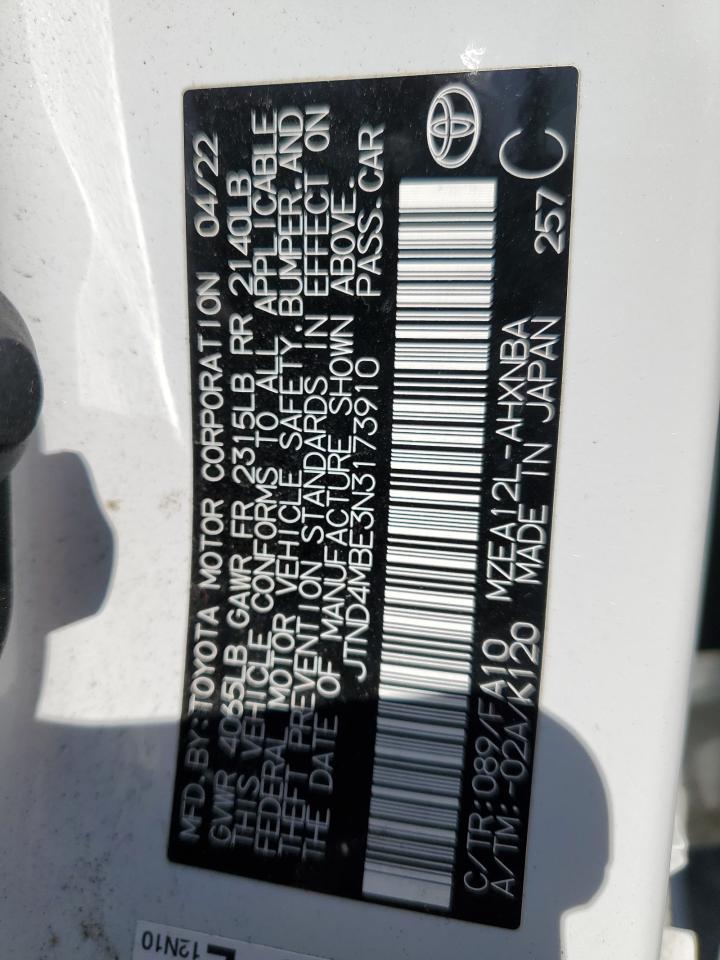 MFD. BY:TOYOTA MOTOR CORPORATION 04/22
GVWR 4065LB GAWR FR 2315LB RR 2140LB
THIS VEHICLE CONFORMS TO ALL APPLICABLE
FEDERAL MOTOR VEHICLE SAFETY, BUMPER, AND
THEFT PREVENTION STANDARDS IN EFFECT ON
THE DATE OF MANUFACTURE SHOWN ABOVE.
JTND4MBE3N3173910 PASS.CAR
C/TR:089/FA10 MZEA12L-AHXNBA
A/TM:-02A/K120 MADE IN JAPAN
257 C
12N10